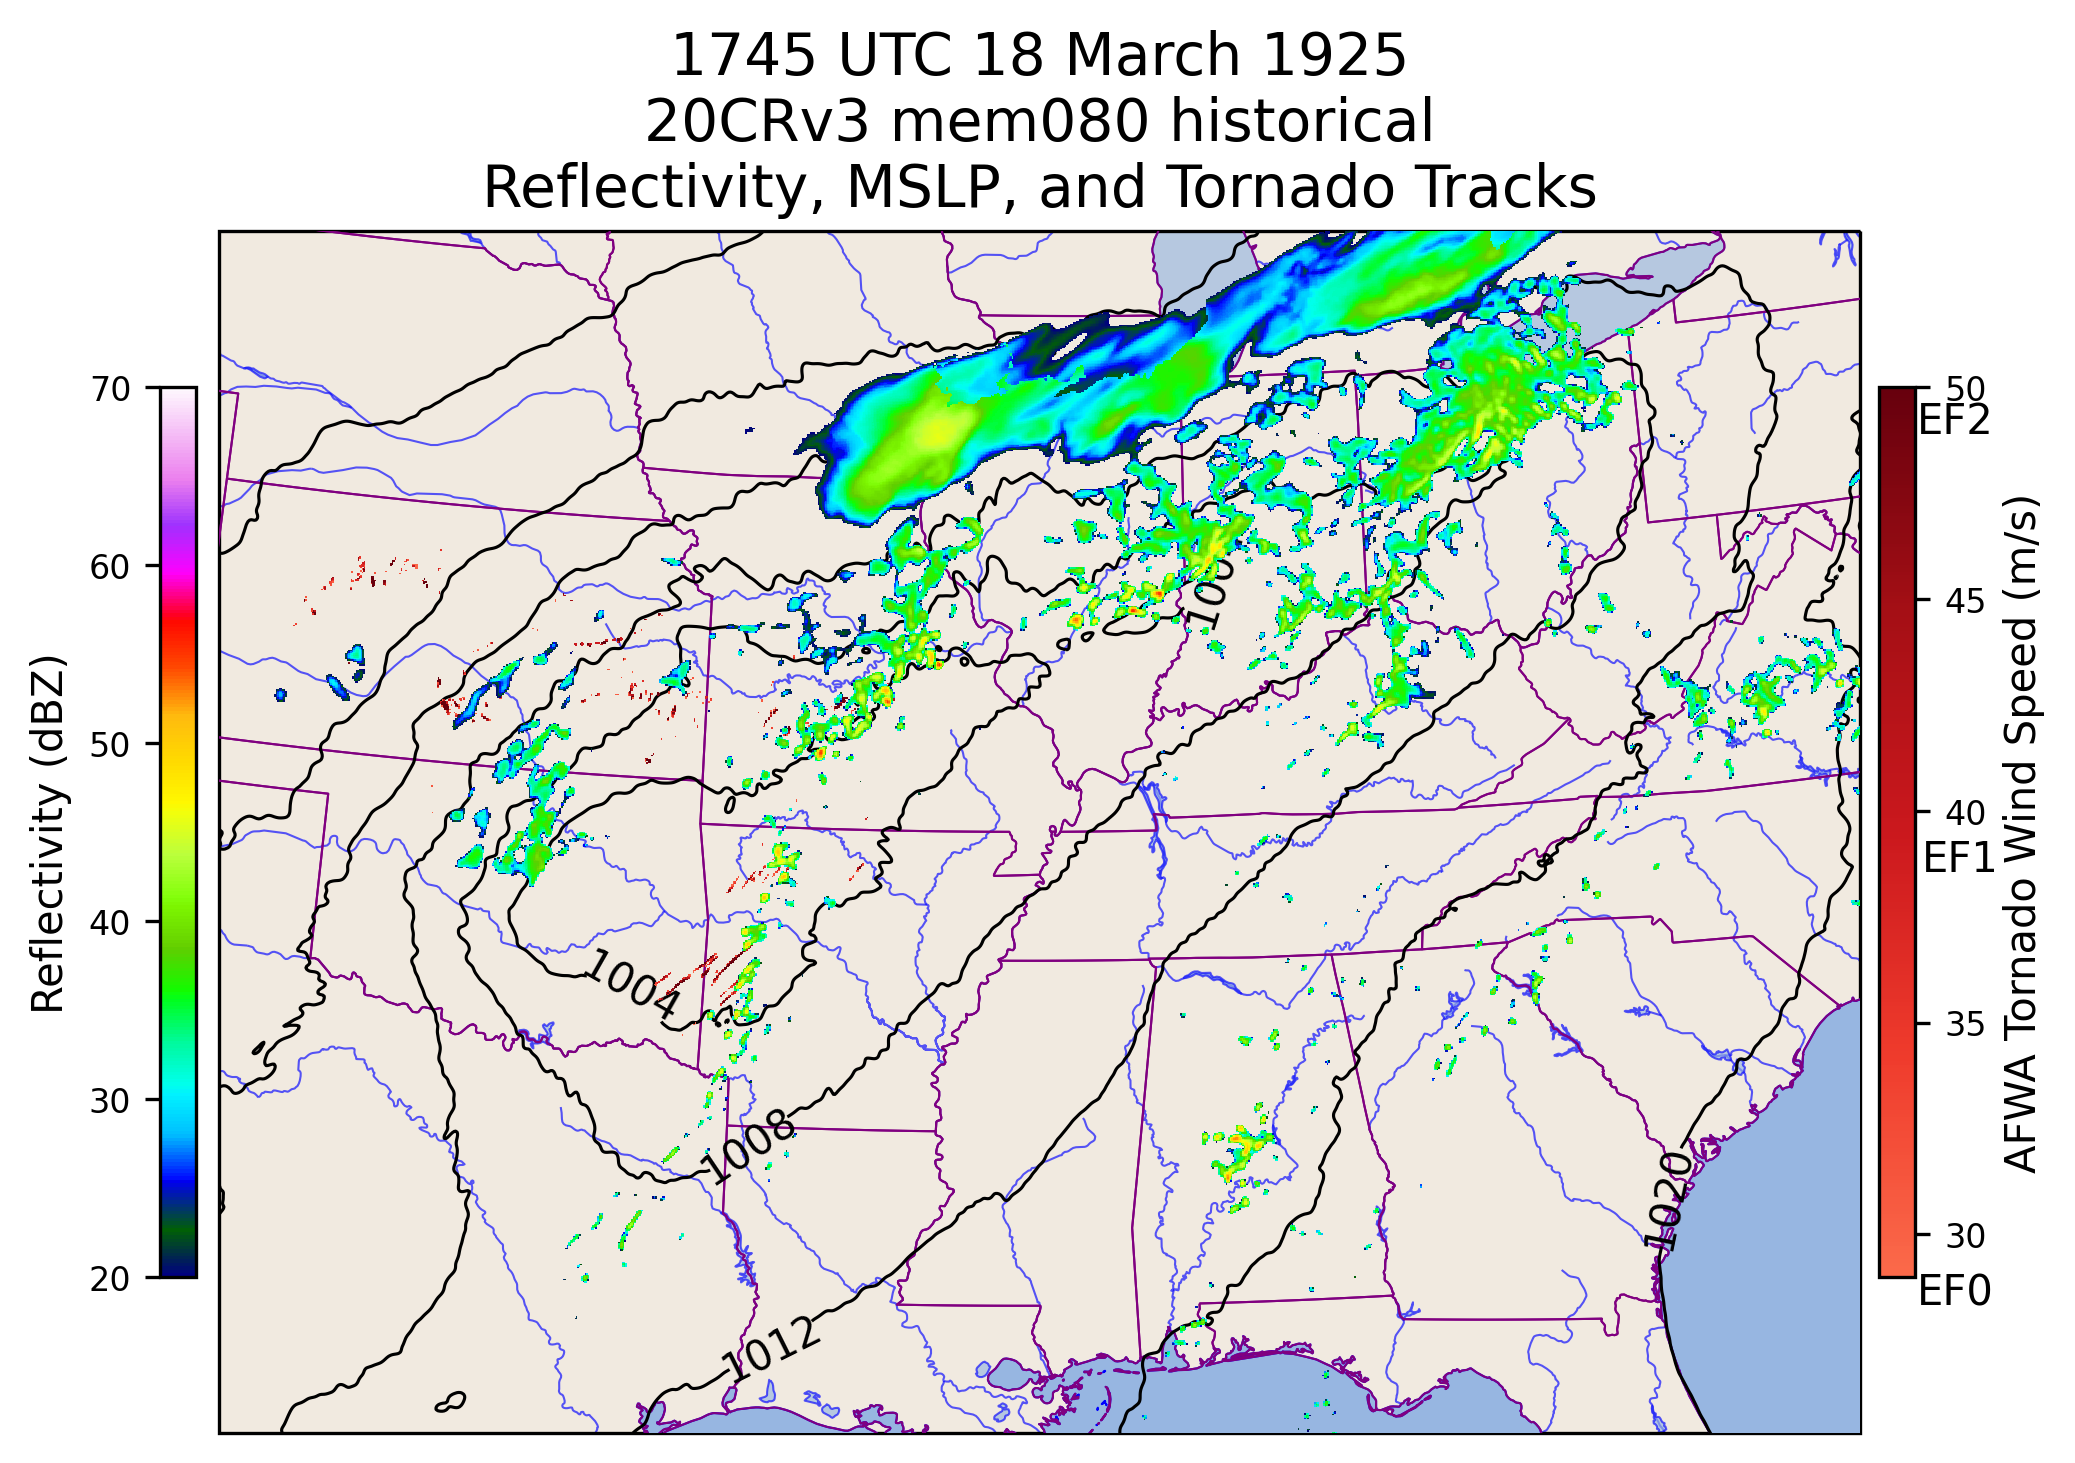 1745 UTC 18 March 1925
20CRv3 mem080 historical
Reflectivity, MSLP, and Tornado Tracks
Reflectivity (dBZ)
70
60
50
40
30
20
1004
1008
1012
1020
100
50
EF2
45
40
EF1
35
30
EF0
AFWA Tornado Wind Speed (m/s)